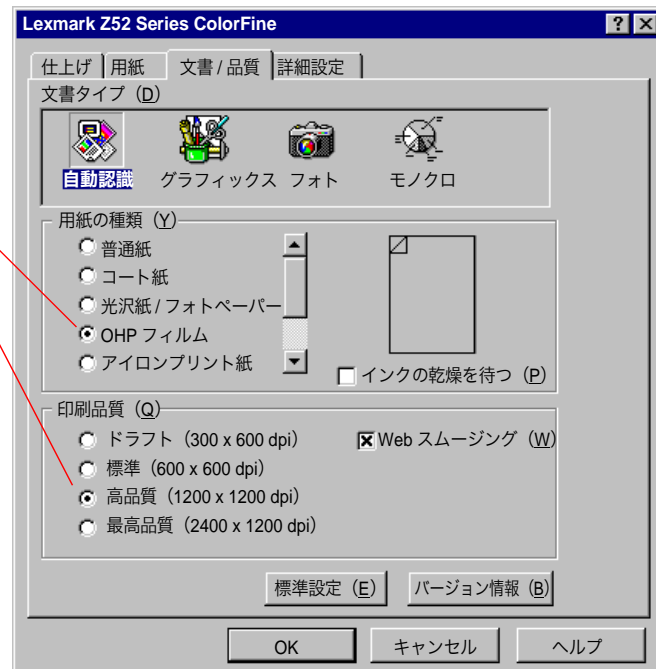 Lexmark Z52 Series ColorFine
仕上げ 用紙 文書 / 品質 詳細設定
文書タイプ（D）
自動認識 グラフィックス フォト モノクロ
用紙の種類（Y）
普通紙
コート紙
光沢紙 / フォトペーパー
OHP フィルム
アイロンプリント紙
インクの乾燥を待つ（P）
印刷品質（Q）
ドラフト（300 x 600 dpi） Web スムージング（W）
標準（600 x 600 dpi）
高品質（1200 x 1200 dpi）
最高品質（2400 x 1200 dpi）
標準設定（E） バージョン情報（B）
OK キャンセル ヘルプ